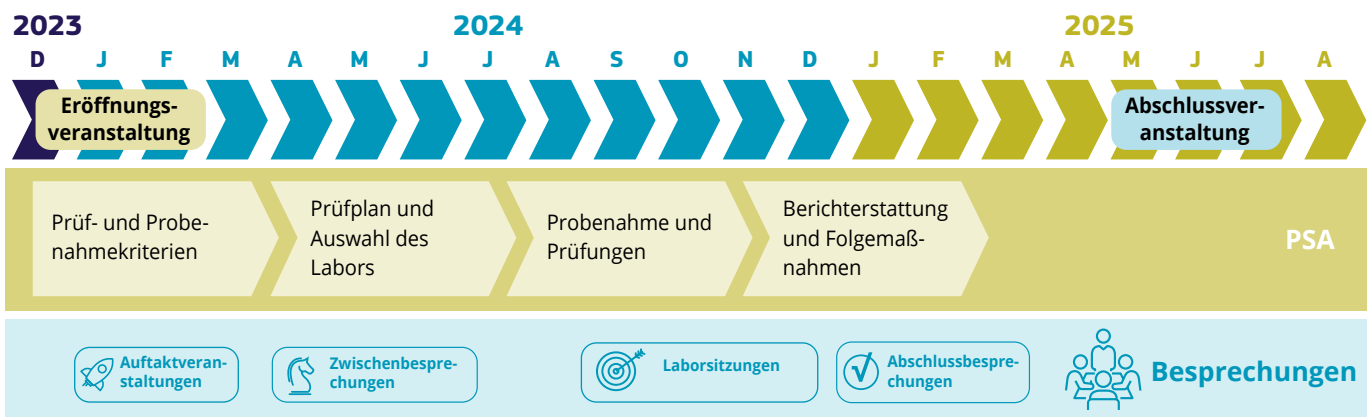 2023 2024 2025
D J F M A M J J A S O N D J F M A M J J A
Eröffnungs-
veranstaltung
Abschlussver-
anstaltung
Prüf- und Probe-
nahmekriterien
Prüfplan und
Auswahl des
Labors
Probenahme und
Prüfungen
Berichterstattung
und Folgemaß-
nahmen
PSA
Auftaktveran-
staltungen
Zwischenbespre-
chungen
Laborsitzungen
Abschlussbespre-
chungen
Besprechungen